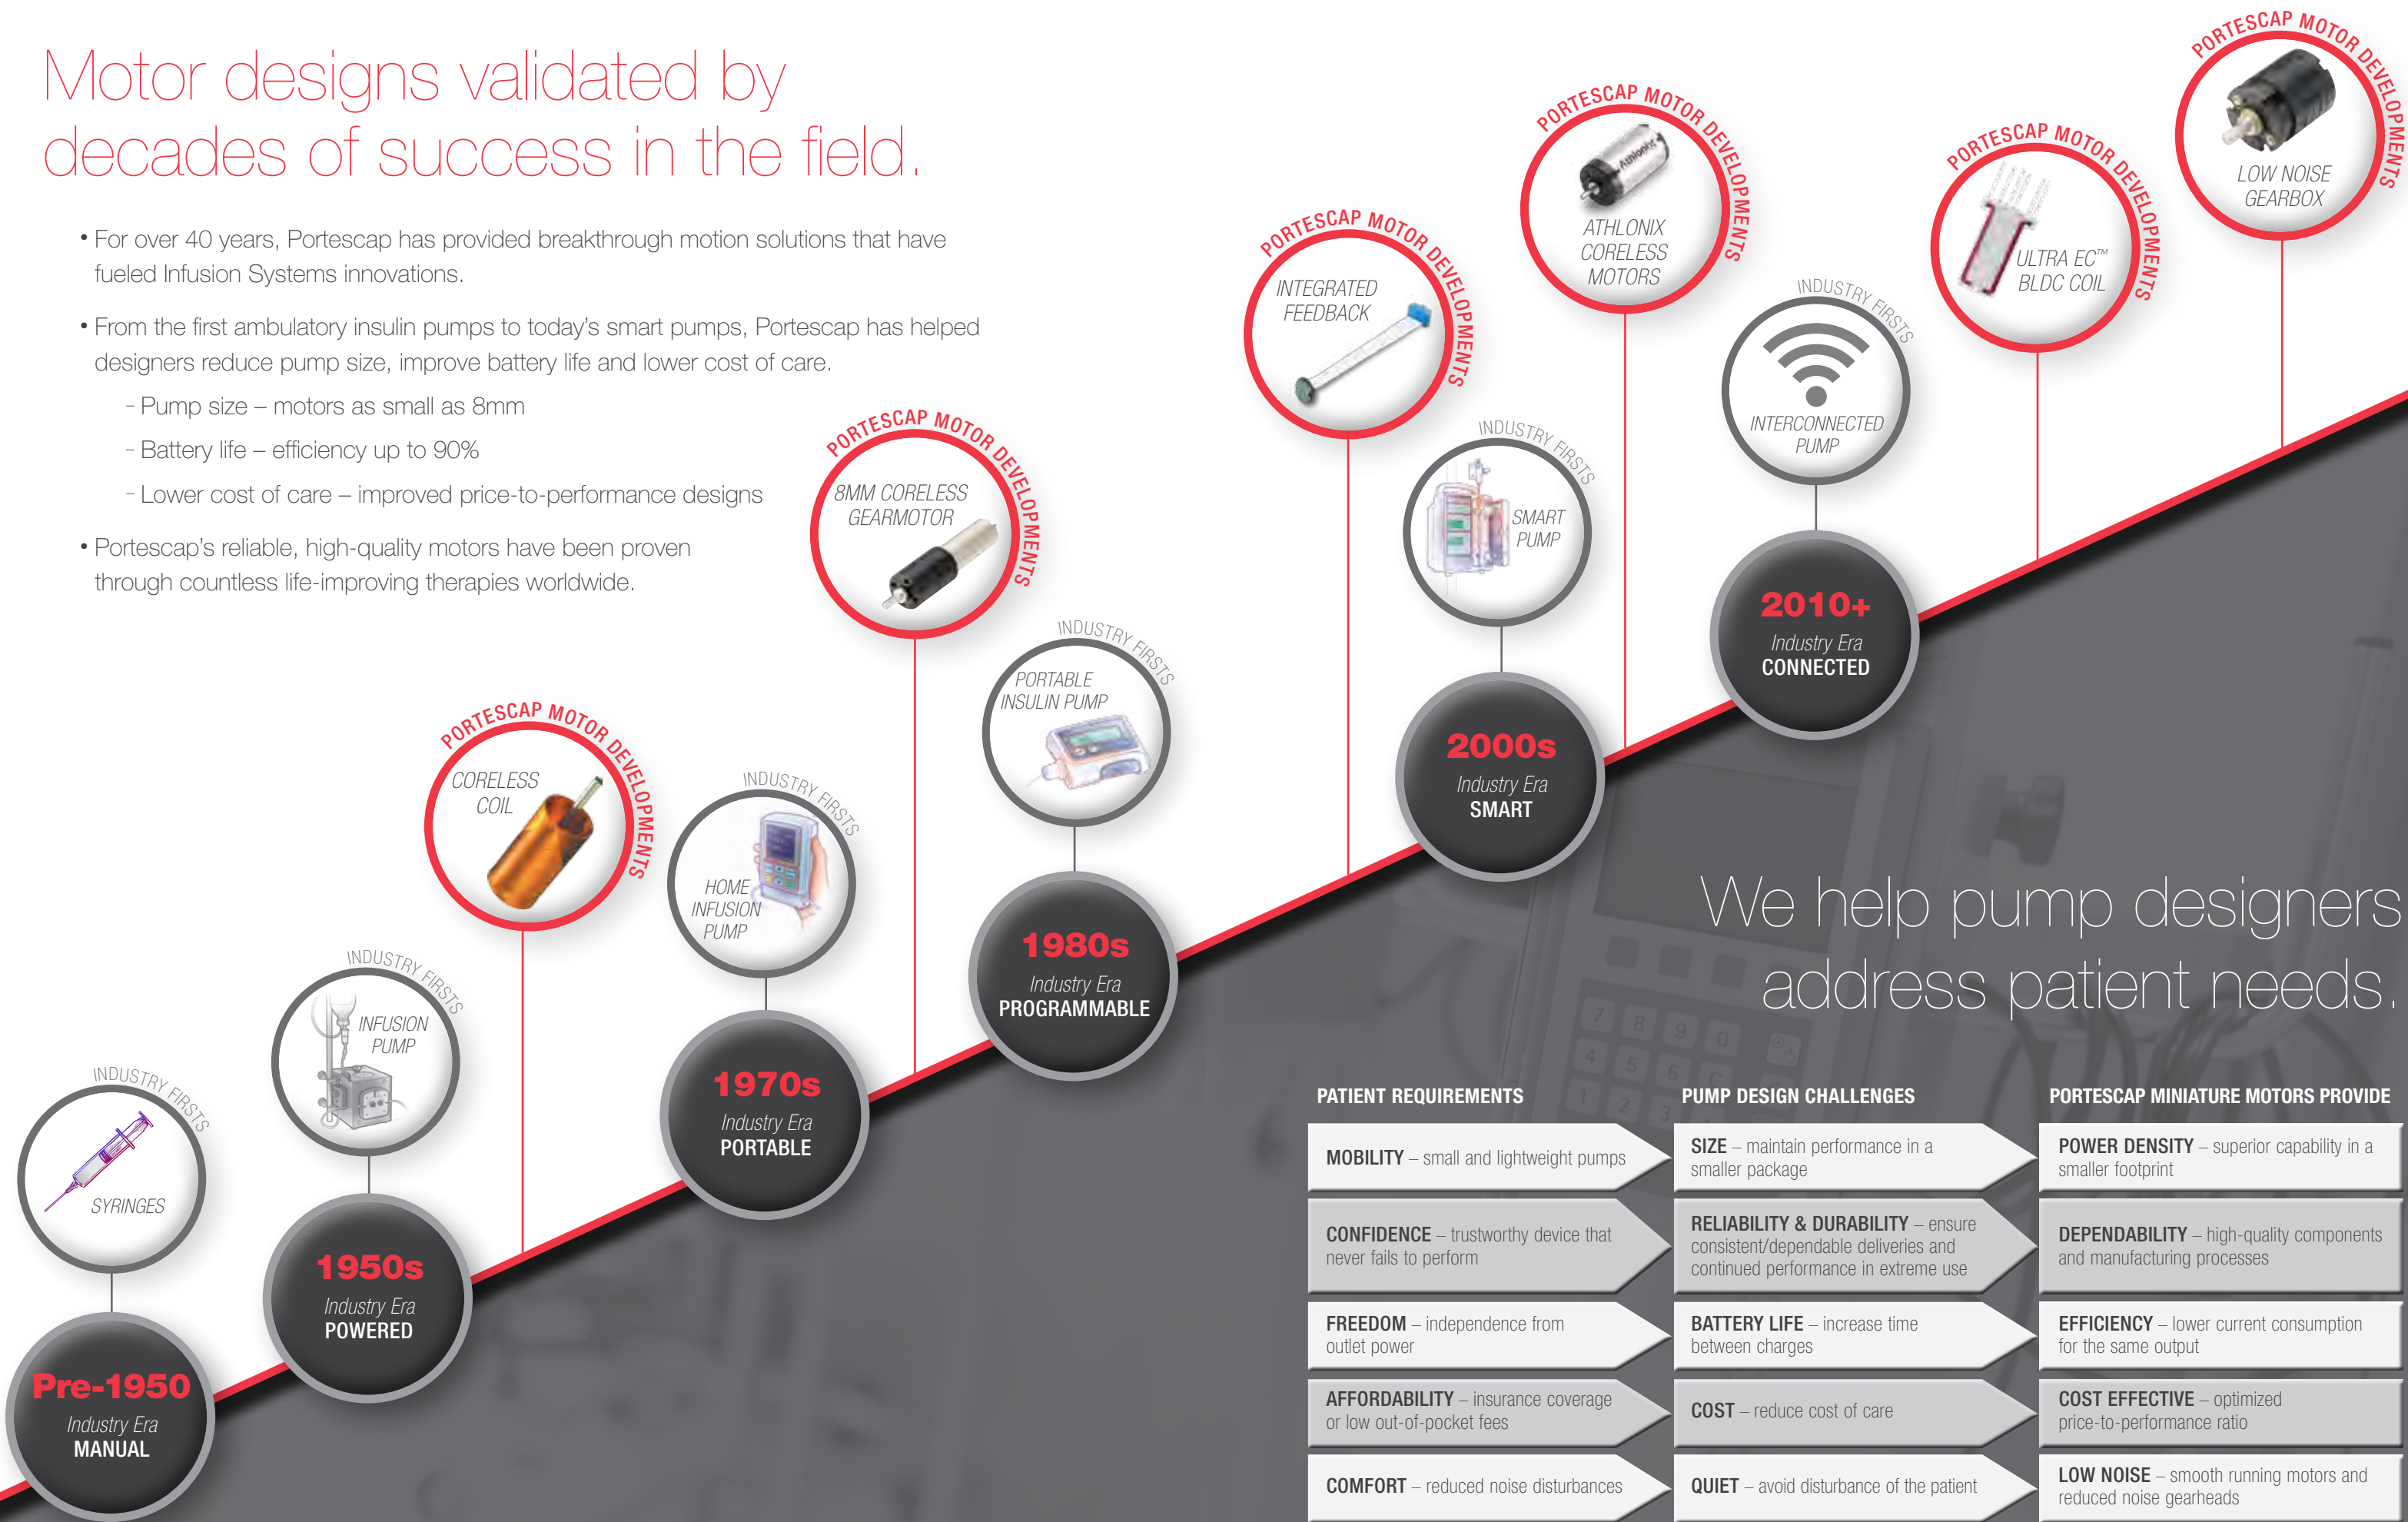 Motor designs validated by
decades of success in the field.
• For over 40 years, Portescap has provided breakthrough motion solutions that have
fueled Infusion Systems innovations.
• From the first ambulatory insulin pumps to today's smart pumps, Portescap has helped
designers reduce pump size, improve battery life and lower cost of care.
- Pump size – motors as small as 8mm
- Battery life – efficiency up to 90%
- Lower cost of care – improved price-to-performance designs
• Portescap's reliable, high-quality motors have been proven
through countless life-improving therapies worldwide.
INDUSTRY FIRSTS
SYRINGES
Pre-1950
Industry Era
MANUAL
INDUSTRY FIRSTS
INFUSION
PUMP
1950s
Industry Era
POWERED
PORTESCAP MOTOR DEVELOPMENTS
CORELESS
COIL
INDUSTRY FIRSTS
HOME
INFUSION
PUMP
1970s
Industry Era
PORTABLE
PORTESCAP MOTOR DEVELOPMENTS
8MM CORELESS
GEARMOTOR
INDUSTRY FIRSTS
PORTABLE
INSULIN PUMP
1980s
Industry Era
PROGRAMMABLE
PORTESCAP MOTOR DEVELOPMENTS
INTEGRATED
FEEDBACK
INDUSTRY FIRSTS
SMART
PUMP
2000s
Industry Era
SMART
PORTESCAP MOTOR DEVELOPMENTS
Athlonix
ATHLONIX
CORELESS
MOTORS
INDUSTRY FIRSTS
INTERCONNECTED
PUMP
2010+
Industry Era
CONNECTED
PORTESCAP MOTOR DEVELOPMENTS
ULTRA EC™
BLDC COIL
PORTESCAP MOTOR DEVELOPMENTS
LOW NOISE
GEARBOX
We help pump designers
address patient needs.
7 8 9 0
4 5 6 C
1 2 3
PATIENT REQUIREMENTS
PUMP DESIGN CHALLENGES
PORTESCAP MINIATURE MOTORS PROVIDE
MOBILITY – small and lightweight pumps
SIZE – maintain performance in a
smaller package
POWER DENSITY – superior capability in a
smaller footprint
CONFIDENCE – trustworthy device that
never fails to perform
RELIABILITY & DURABILITY – ensure
consistent/dependable deliveries and
continued performance in extreme use
DEPENDABILITY – high-quality components
and manufacturing processes
FREEDOM – independence from
outlet power
BATTERY LIFE – increase time
between charges
EFFICIENCY – lower current consumption
for the same output
AFFORDABILITY – insurance coverage
or low out-of-pocket fees
COST – reduce cost of care
COST EFFECTIVE – optimized
price-to-performance ratio
COMFORT – reduced noise disturbances
QUIET – avoid disturbance of the patient
LOW NOISE – smooth running motors and
reduced noise gearheads